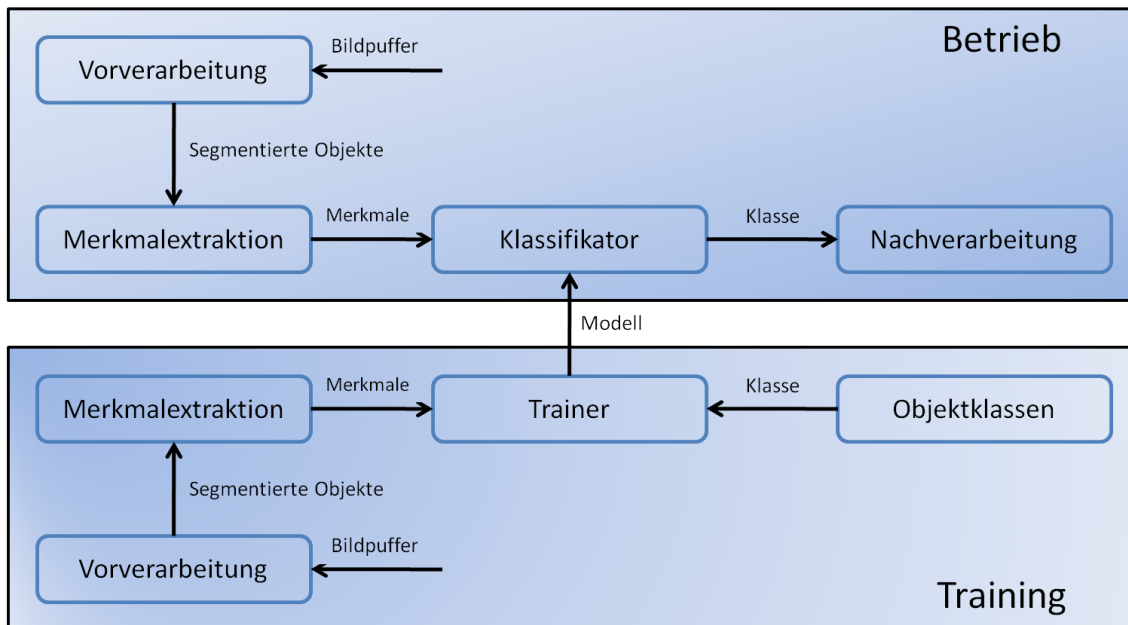 Betrieb
Bildpuffer
Vorverarbeitung
Segmentierte Objekte
Merkmalextraktion
Merkmale
Klassifikator
Klasse
Nachverarbeitung
Modell
Merkmalextraktion
Merkmale
Trainer
Klasse
Objektklassen
Segmentierte Objekte
Bildpuffer
Vorverarbeitung
Training